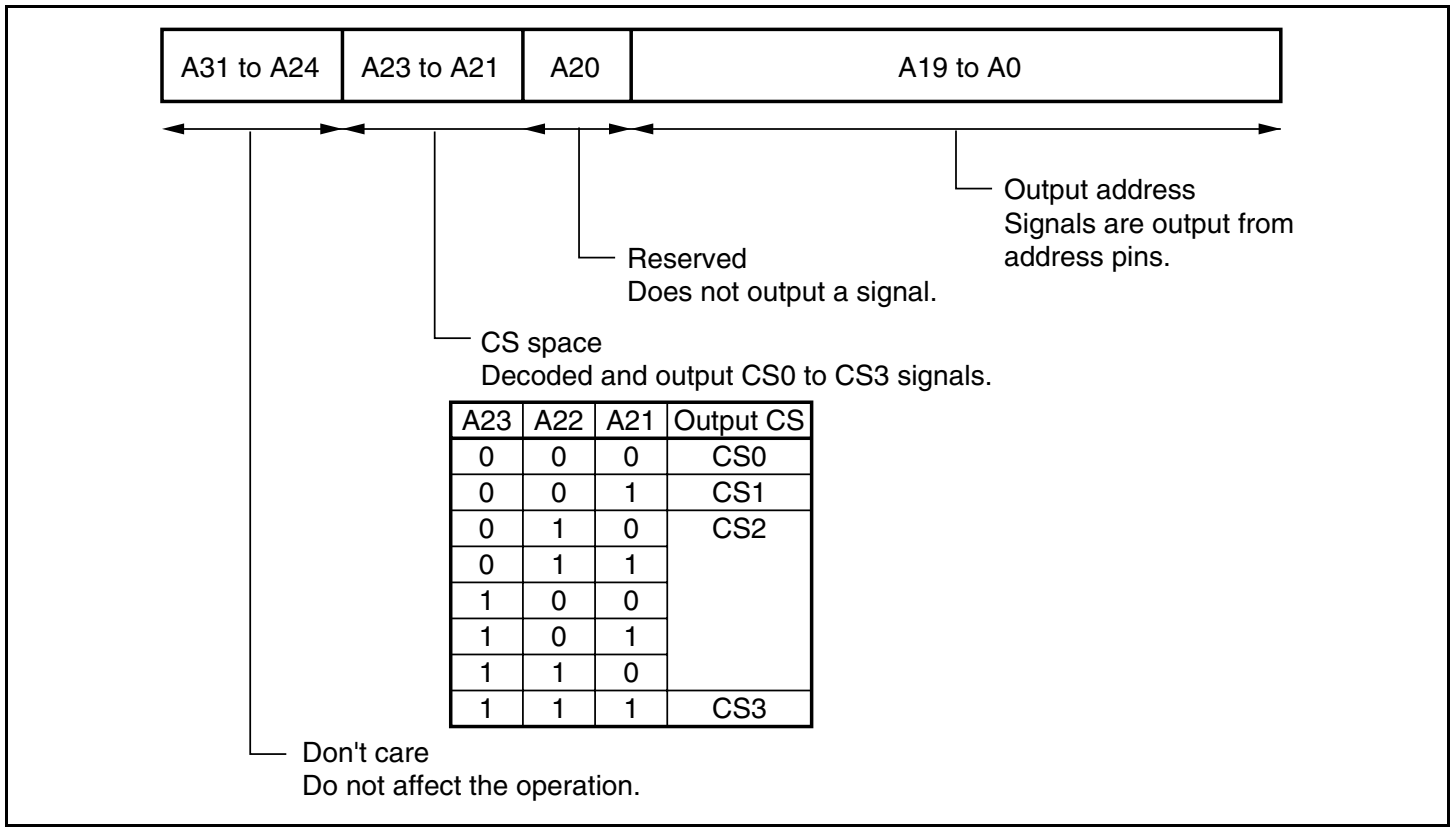 A31 to A24 A23 to A21 A20 A19 to A0
Output address
Signals are output from
address pins.
Reserved
Does not output a signal.
CS space
Decoded and output CS0 to CS3 signals.
A23 A22 A21 Output CS
0 0 0 CS0
0 0 1 CS1
0 1 0 CS2
0 1 1
1 0 0
1 0 1
1 1 0
1 1 1 CS3
Don't care
Do not affect the operation.